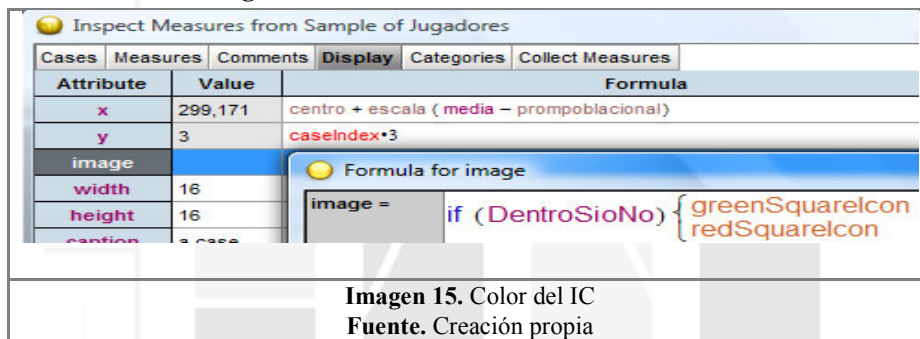 Inspect Measures from Sample of Jugadores
Cases Measures Comments Display Categories Collect Measures
Attribute Value Formula
x 299,171 centro + escala ( media – prompoblacional)
y 3 caseIndex•3
image
Formula for image
width 16
height 16
image = if (DentroSioNo) { greenSquareIcon
redSquareIcon
caption a case
Imagen 15. Color del IC
Fuente. Creación propia